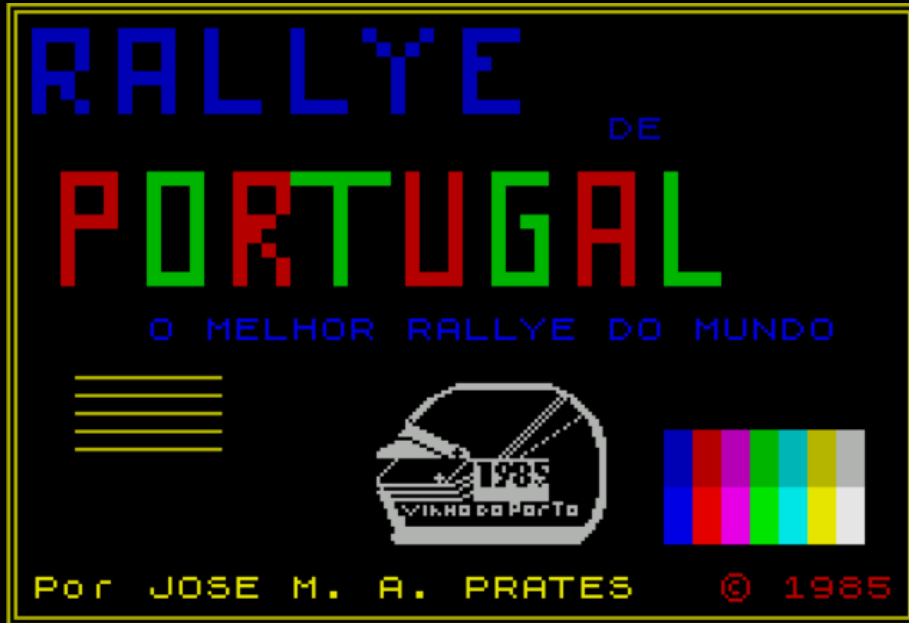 RALLYE
DE
PORTUGAL
O MELHOR RALLYE DO MUNDO
1985
VINHO DO PORTO
Por JOSE M. A. PRATES © 1985